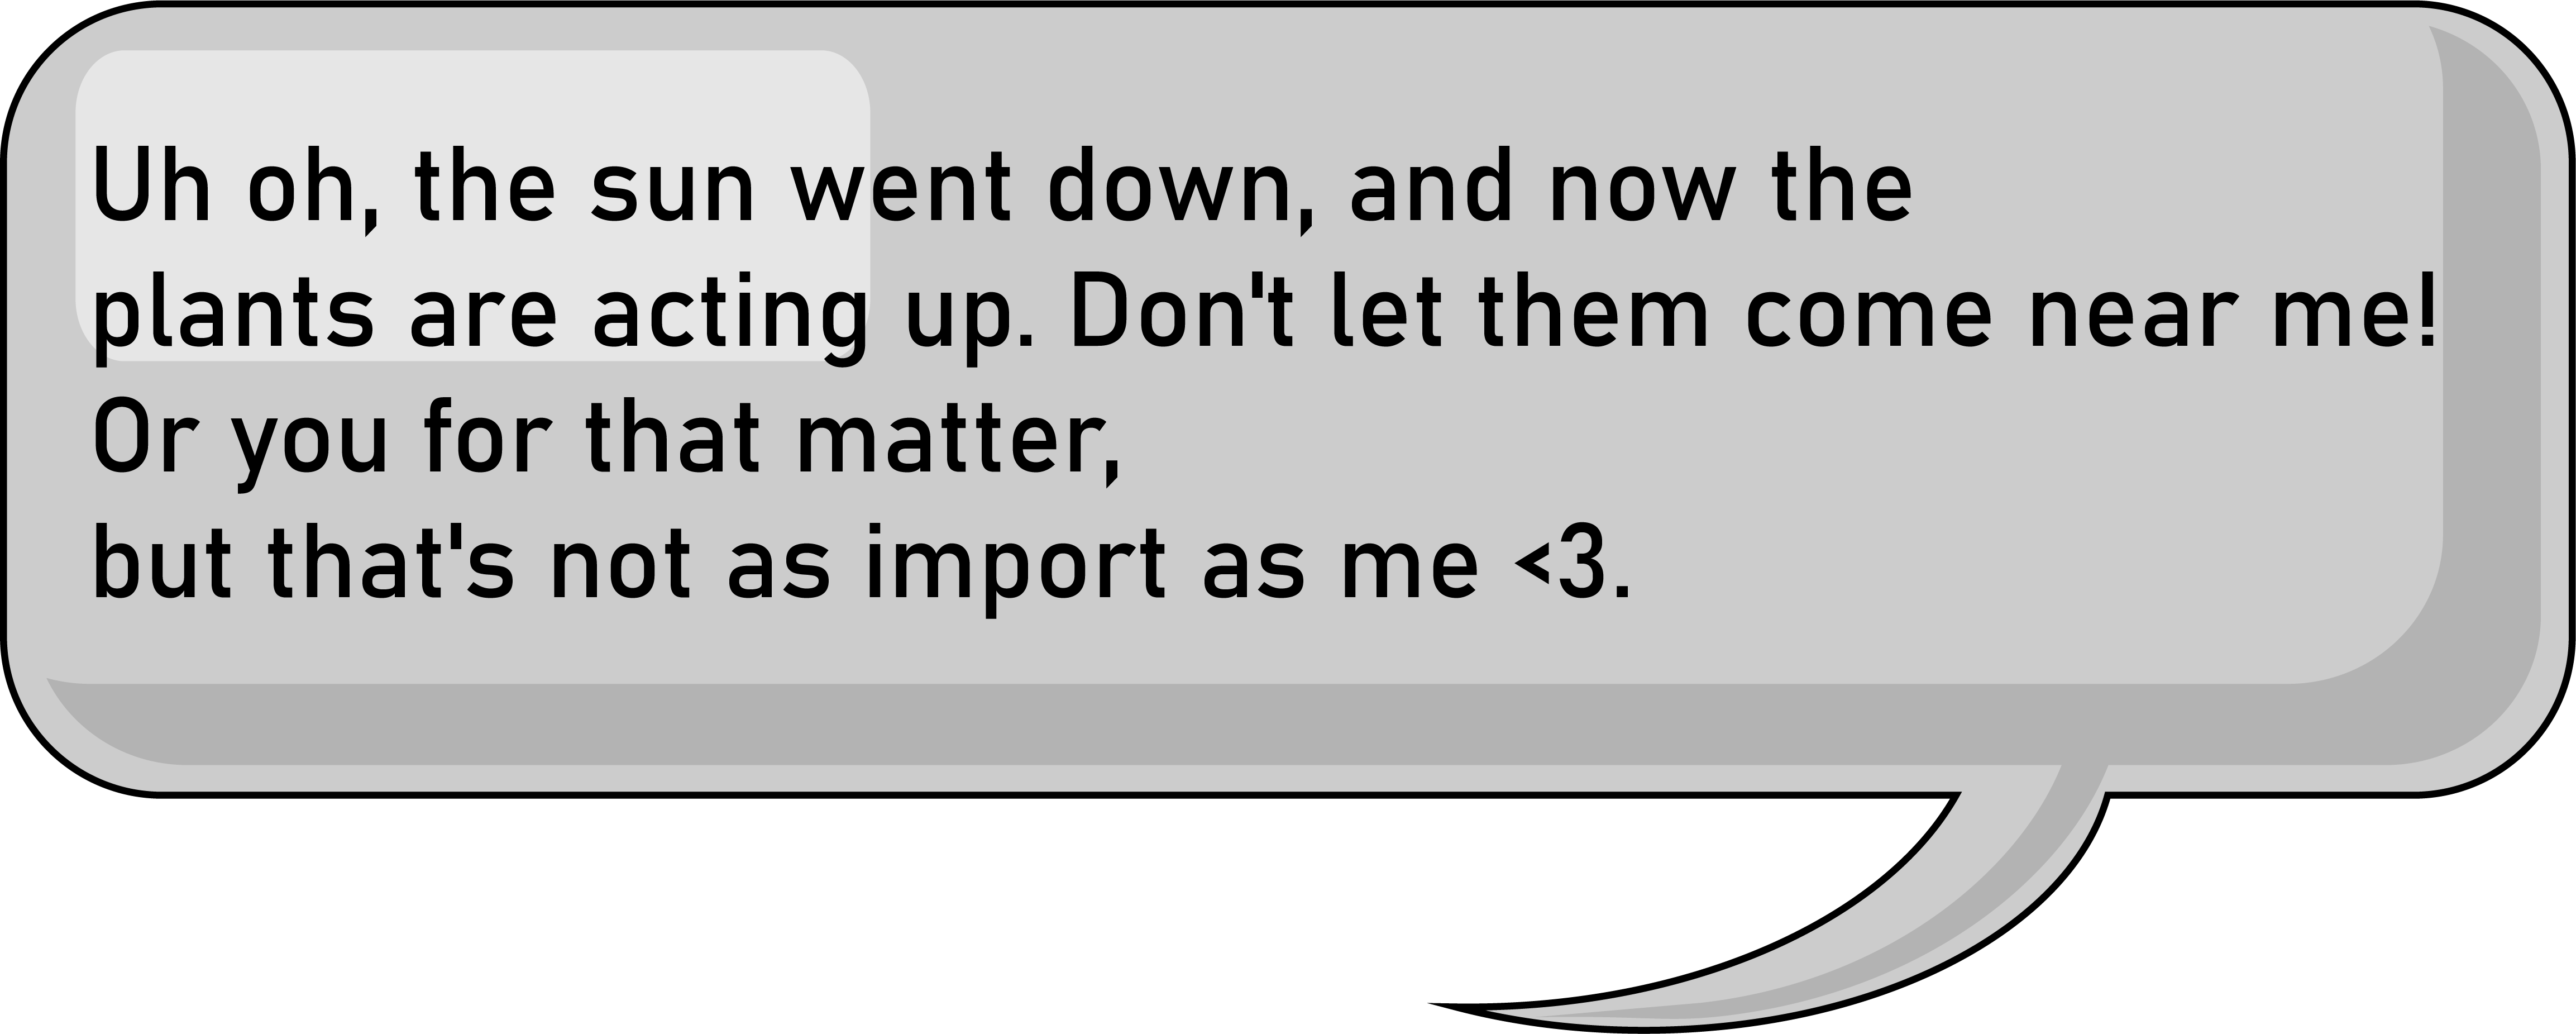 Uh oh, the sun went down, and now the
plants are acting up. Don't let them come near me!
Or you for that matter,
but that's not as import as me <3.